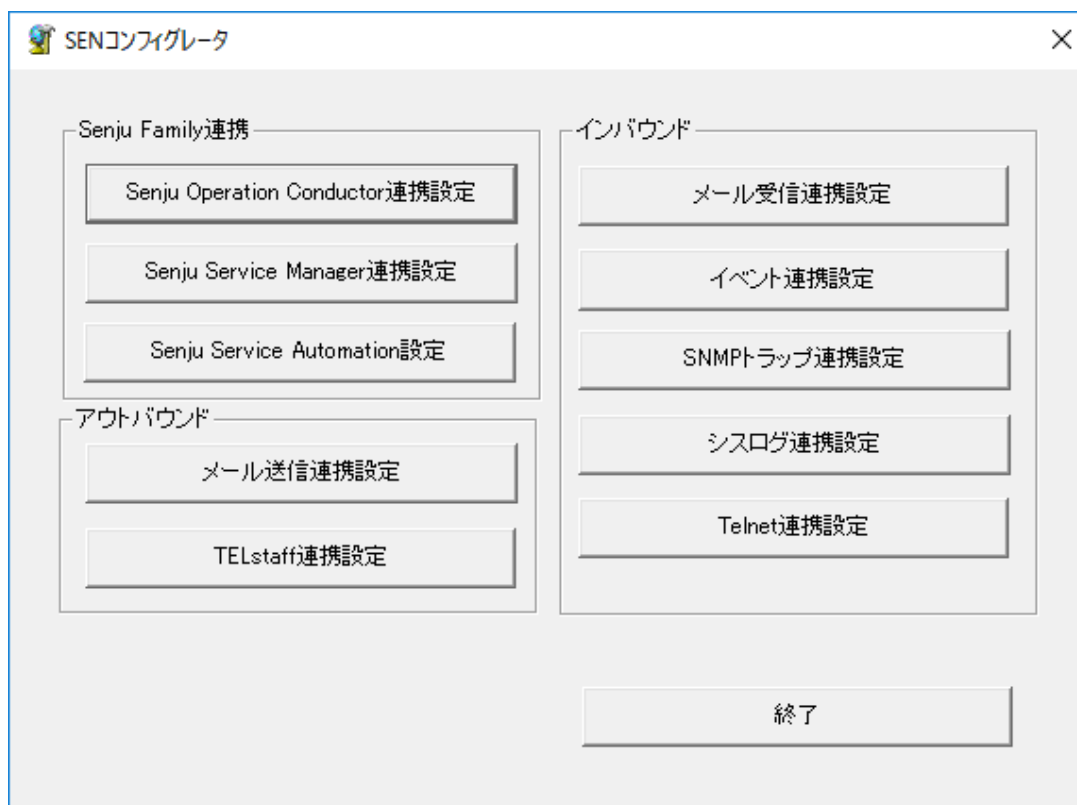 SENコンフィグレータ
Senju Family連携
Senju Operation Conductor連携設定
Senju Service Manager連携設定
Senju Service Automation設定
アウトバウンド
メール送信連携設定
TELstaff連携設定
インバウンド
メール受信連携設定
イベント連携設定
SNMPトラップ連携設定
シスログ連携設定
Telnet連携設定
終了